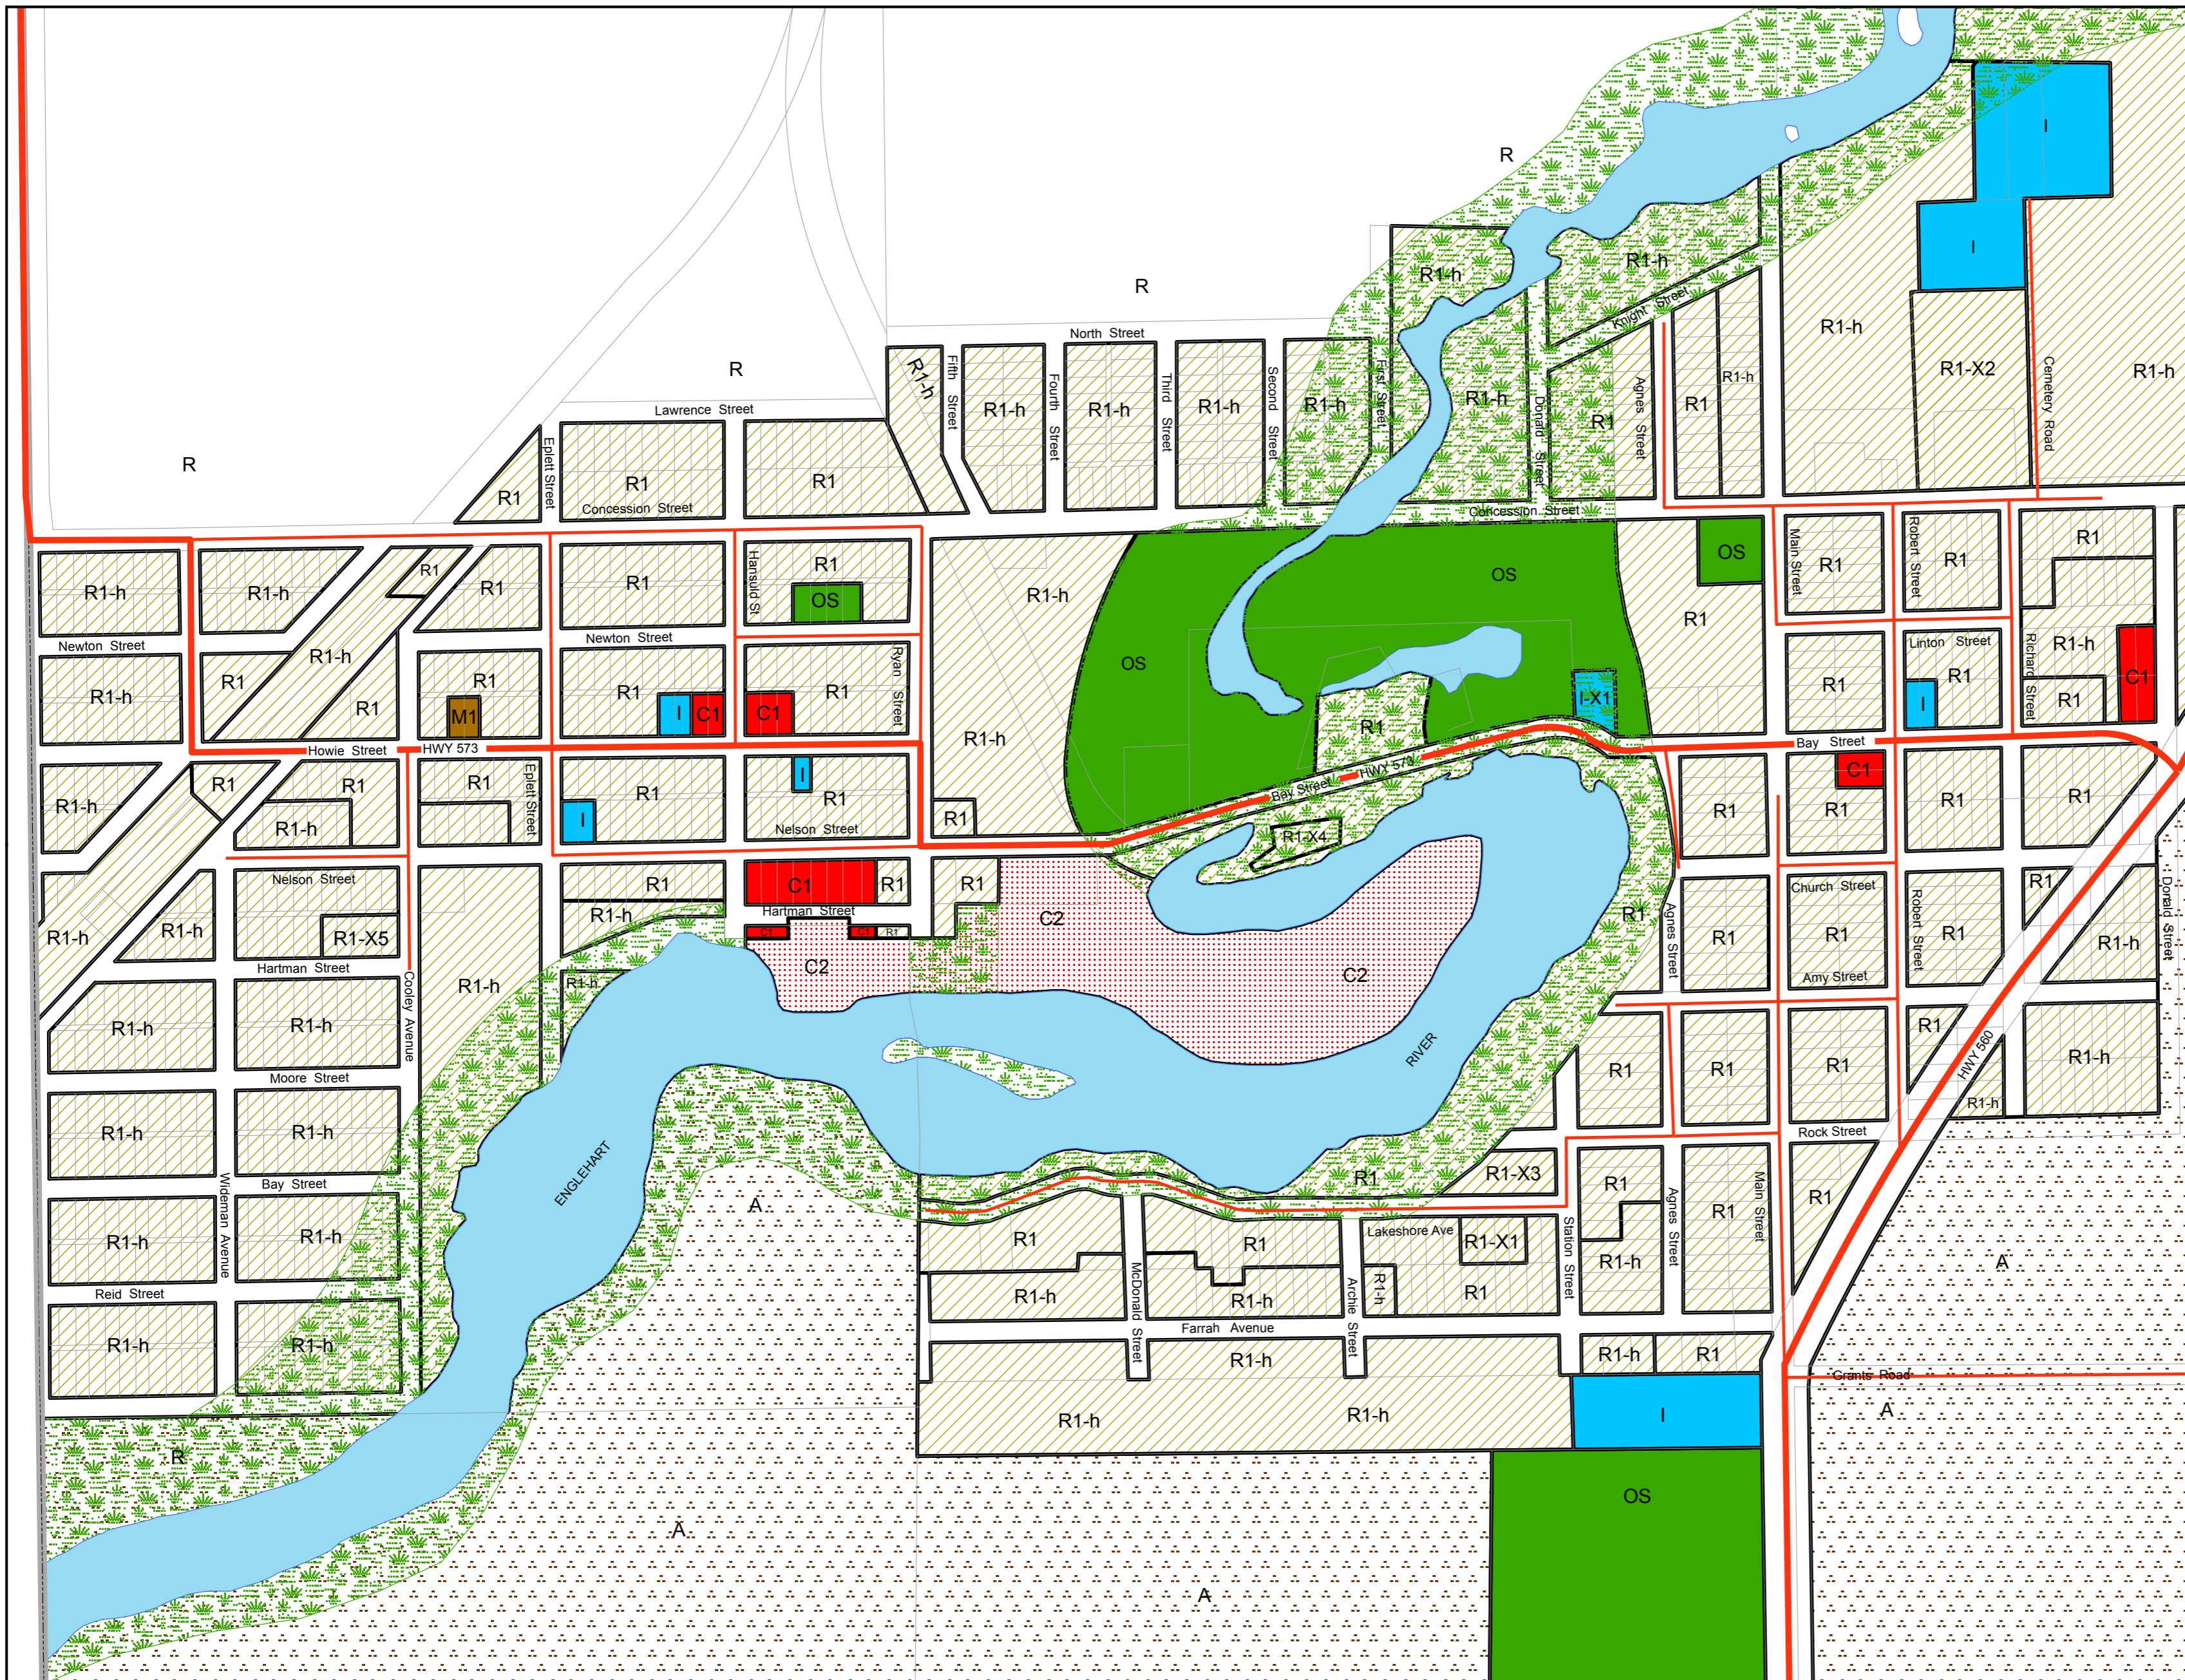 I
R
I
R1-h
R1-h
R
R1-h
Knight Street
North Street
R1-h
R
R1-h
R1-X2
Cemetery Road
R1-h
R1-h
R1-h
Fifth Street
R1-h
Fourth Street
R1-h
Third Street
R1-h
Second Street
R1-h
First Street
R1-h
Donald Street
R1
Agnes Street
R1
Lawrence Street
R
Eplett Street
R1
R1
R1
Concession Street
Concession Street
R1-h
R1-h
R1
R1
R1
Hansuld St
R1
OS
R1-h
OS
OS
OS
Main Street
R1
Robert Street
R1
R1
R1
Newton Street
Newton Street
Linton Street
R1-h
R1
R1-h
R1
R1
M1
R1
I
C1
C1
R1
Ryan Street
R1-h
OS
R1
I-X1
R1
R1
I
Richard Street
R1-h
R1
C1
Howie Street
HWY 573
HWY 573
Bay Street
Bay Street
R1-h
R1
R1
R1-h
R1
Eplett Street
R1
I
I
R1
Nelson Street
R1
R1-X4
R1
C1
R1
R1
R1
Nelson Street
R1-h
R1-h
R1-X5
Hartman Street
Cooley Avenue
R1-h
R1
R1-h
C1
R1
Hartman Street
C1
C1
R1
R1
C2
C2
C2
R1
Agnes Street
R1
Church Street
R1
Amy Street
Robert Street
R1
R1
R1-h
Donald Street
R1-h
R1-h
R1-h
Moore Street
RIVER
R1
R1
R1
R1
HWY 560
R1-h
R1-h
R1-h
R1-h
Rock Street
Wideman Avenue
Bay Street
ENGLEHART
A
R1
R1-X3
R1
Agnes Street
R1
Main Street
R1
R1-h
R1-h
R1
McDonald Street
R1
Lakeshore Ave
R1-X1
Station Street
R1-h
A
Reid Street
R1-h
R1-h
Archie Street
R1-h
R1
Farrah Avenue
R1-h
R1-h
R1-h
R1-h
R1
Grants Road
R1-h
R1-h
I
A
R
OS
A
A